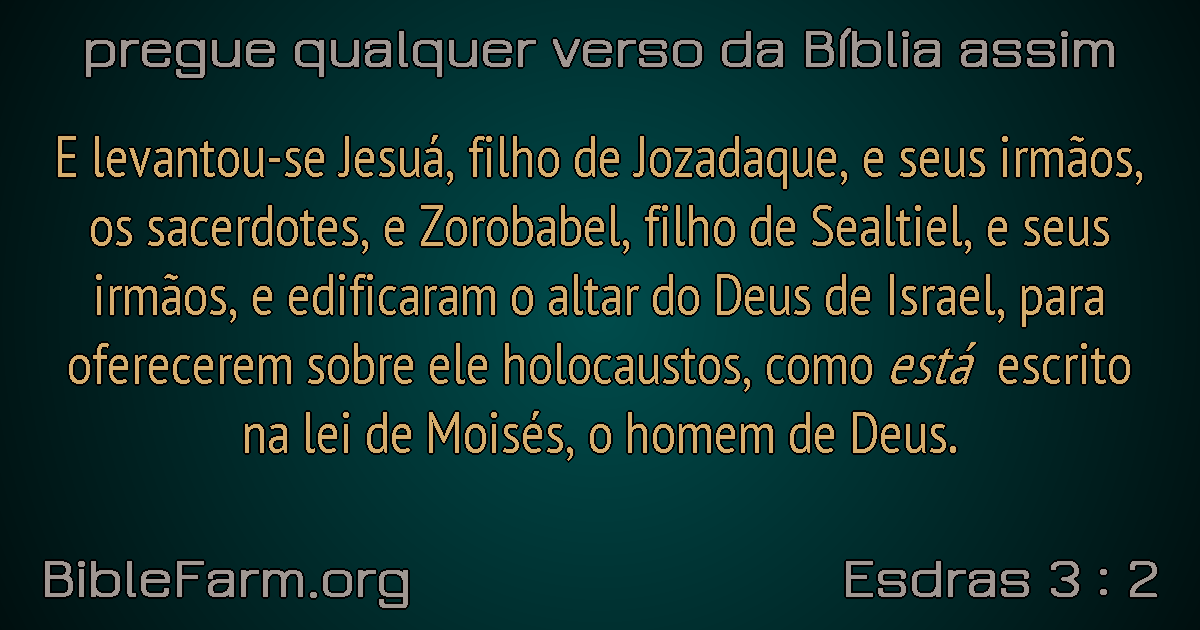 pregue qualquer verso da Bíblia assim
E levantou-se Jesuá, filho de Jozadaque, e seus irmãos,
os sacerdotes, e Zorobabel, filho de Sealtiel, e seus
irmãos, e edificaram o altar do Deus de Israel, para
oferecerem sobre ele holocaustos, como está escrito
na lei de Moisés, o homem de Deus.
BibleFarm.org
Esdras 3 : 2